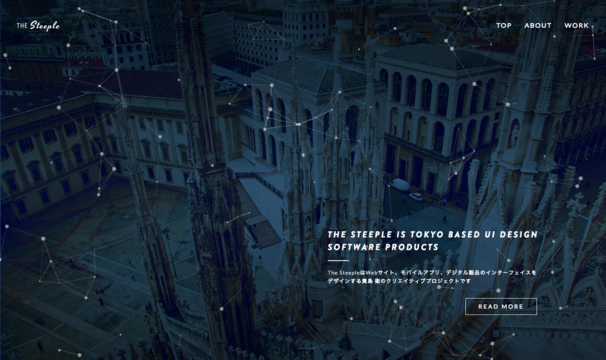 THE Steeple
TOP ABOUT WORK
THE STEEPLE IS TOKYO BASED UI DESIGN
SOFTWARE PRODUCTS
The SteepleはWebサイト、モバイルアプリ、デジタル製品のインターフェイスを
デザインする貴島 衛のクリエイティブプロジェクトです
READ MORE